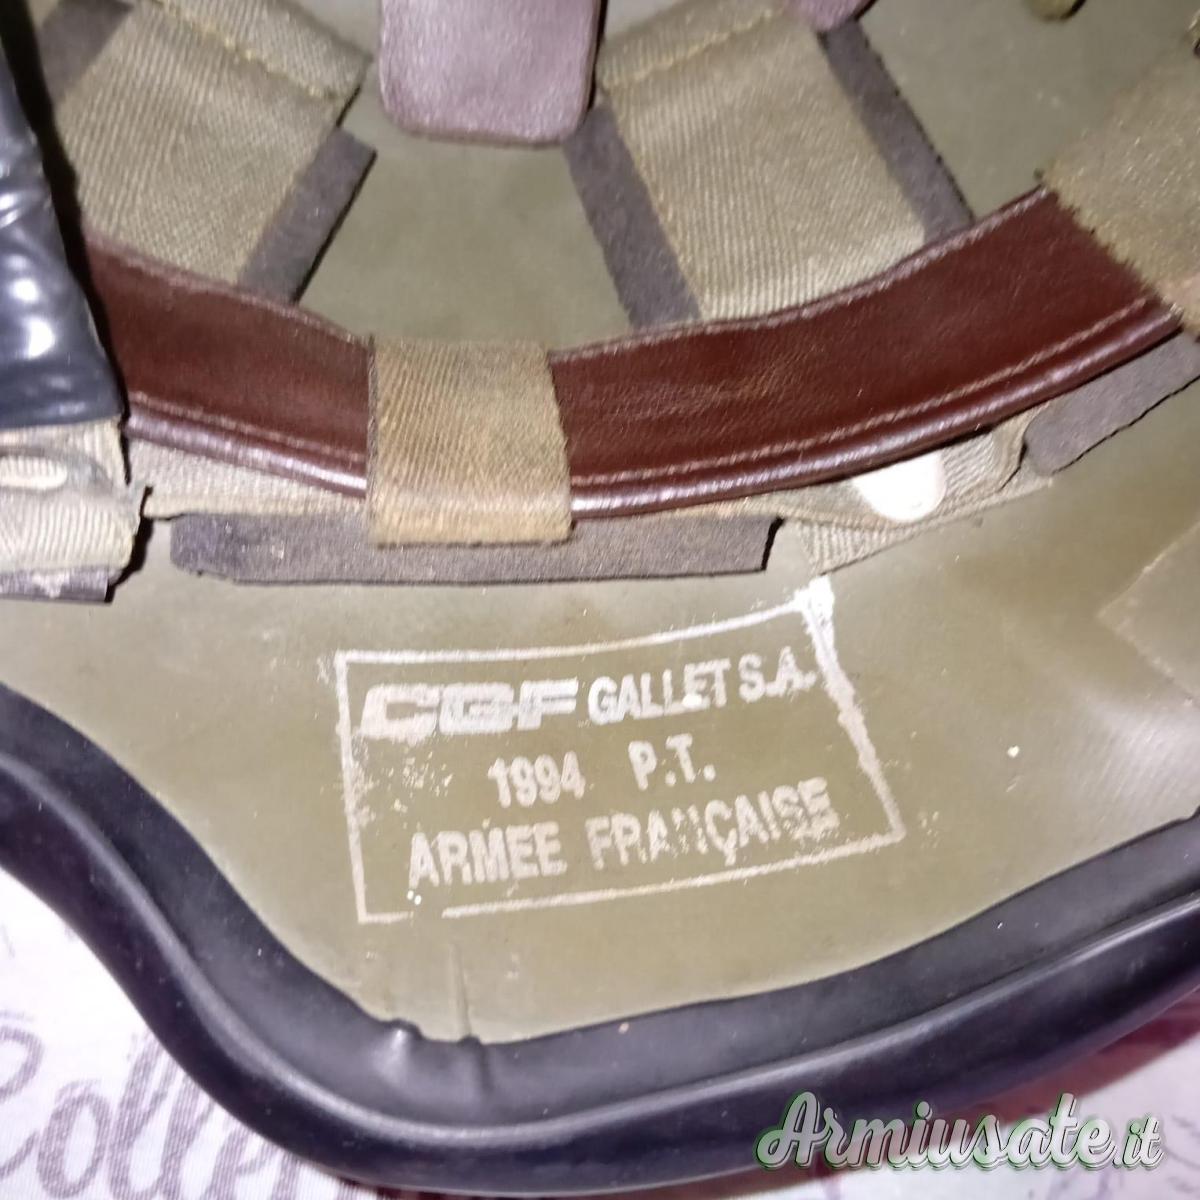 CGF GALLET S.A.
1994 P.T.
ARMEE FRANÇAISE
Armiusate.it